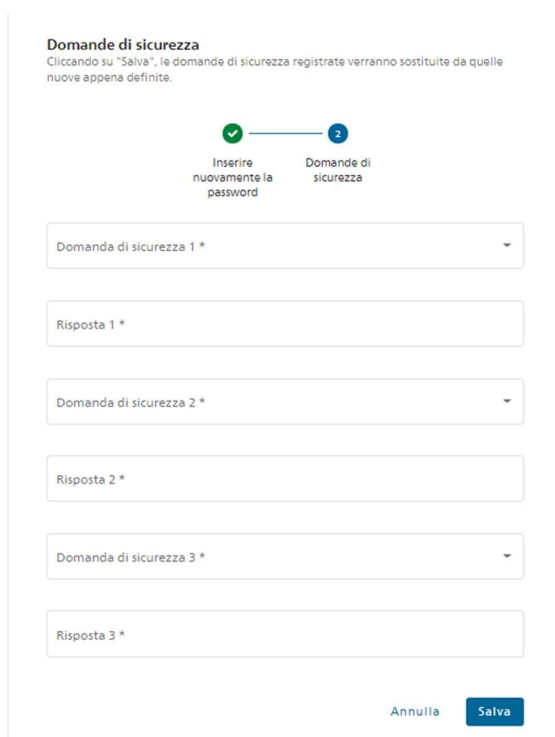 Domande di sicurezza
Cliccando su "Salva", le domande di sicurezza registrate verranno sostituite da quelle
nuove appena definite.
2
Inserire
nuovamente la
password
Domande di
sicurezza
Domanda di sicurezza 1 *
Risposta 1 *
Domanda di sicurezza 2 *
Risposta 2 *
Domanda di sicurezza 3 *
Risposta 3 *
Annulla
Salva